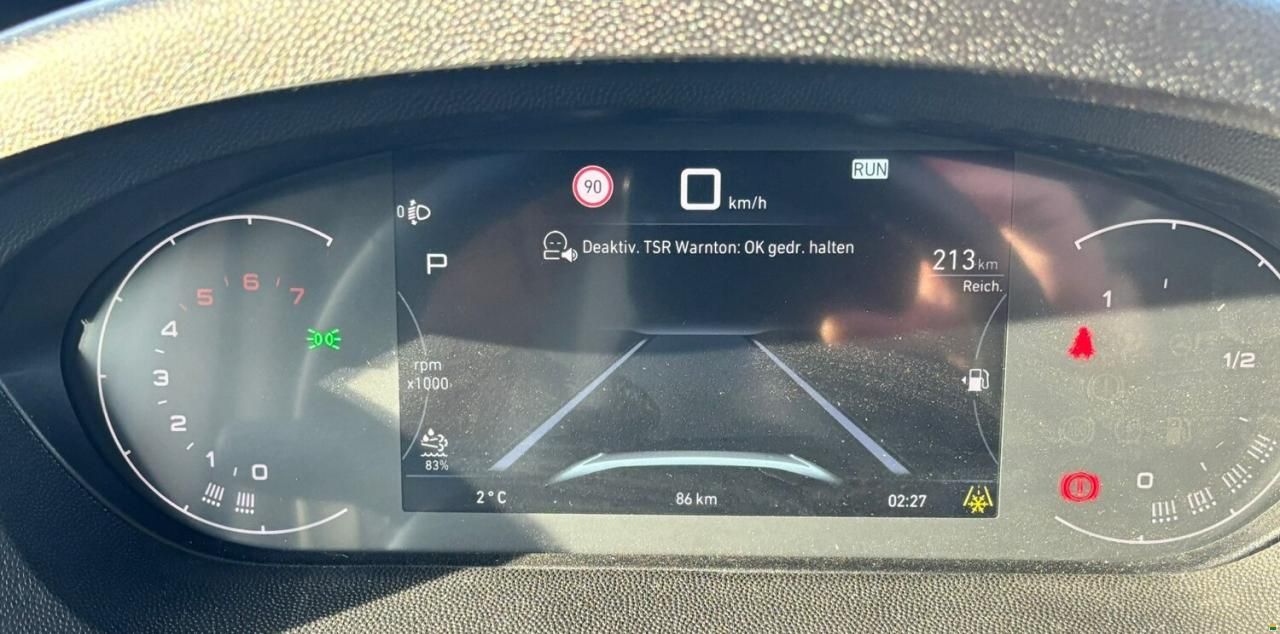 90
0 km/h
RUN
0
Deaktiv. TSR Warnton: OK gedr. halten
P
213 km
Reich.
rpm
x1000
83%
2°C
86 km
02:27
0
1
2
3
4
5
6
7
1
1/2
0